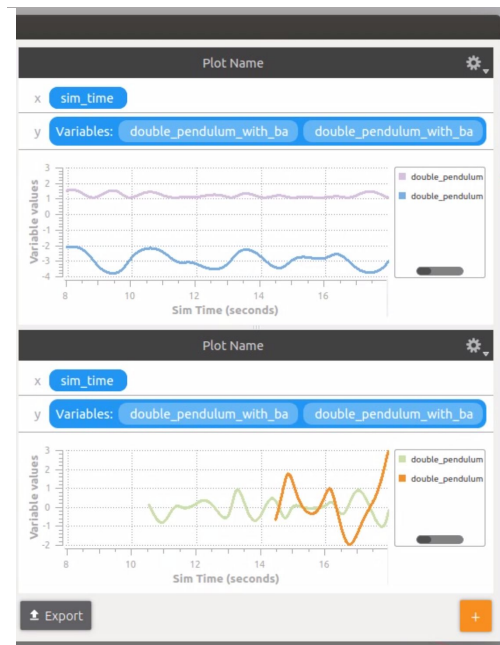 Plot Name
x sim_time
y Variables: double_pendulum_with_ba double_pendulum_with_ba
3
2
1
0
-1
-2
-3
-4
Variable values
8 10 12 14 16
Sim Time (seconds)
double_pendulum
double_pendulum
Plot Name
x sim_time
y Variables: double_pendulum_with_ba double_pendulum_with_ba
3
2
1
0
-1
-2
Variable values
8 10 12 14 16
Sim Time (seconds)
double_pendulum
double_pendulum
Export
+